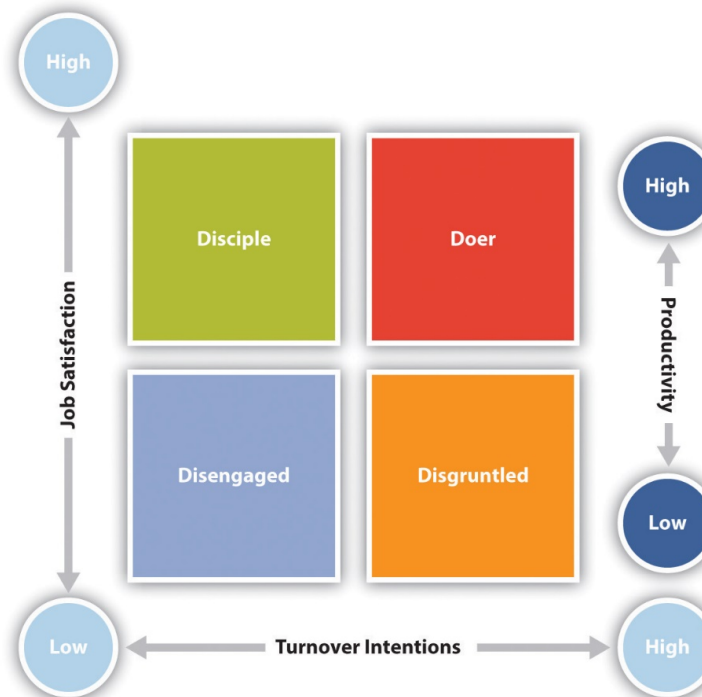 High
Disciple
Doer
High
Job Satisfaction
Productivity
Disengaged
Disgruntled
Low
Low
Turnover Intentions
High